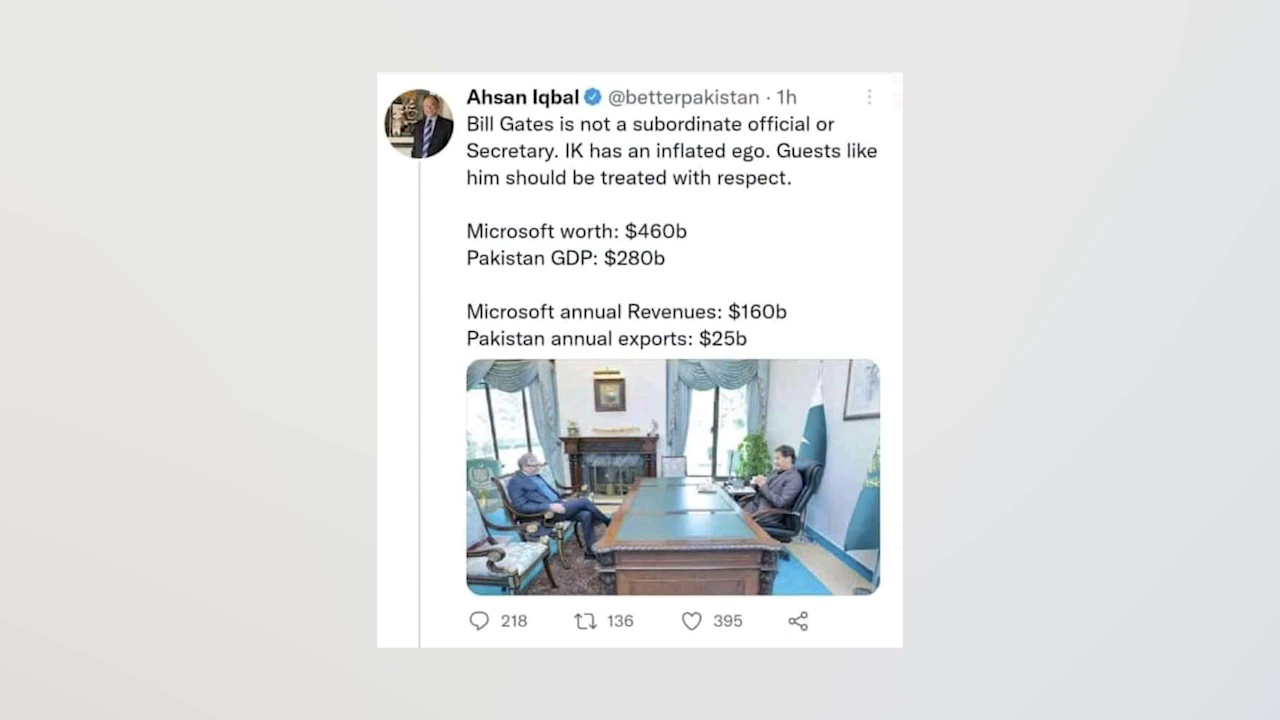 Ahsan Iqbal @betterpakistan · 1h
Bill Gates is not a subordinate official or
Secretary. IK has an inflated ego. Guests like
him should be treated with respect.
Microsoft worth: $460b
Pakistan GDP: $280b
Microsoft annual Revenues: $160b
Pakistan annual exports: $25b
218 136 395